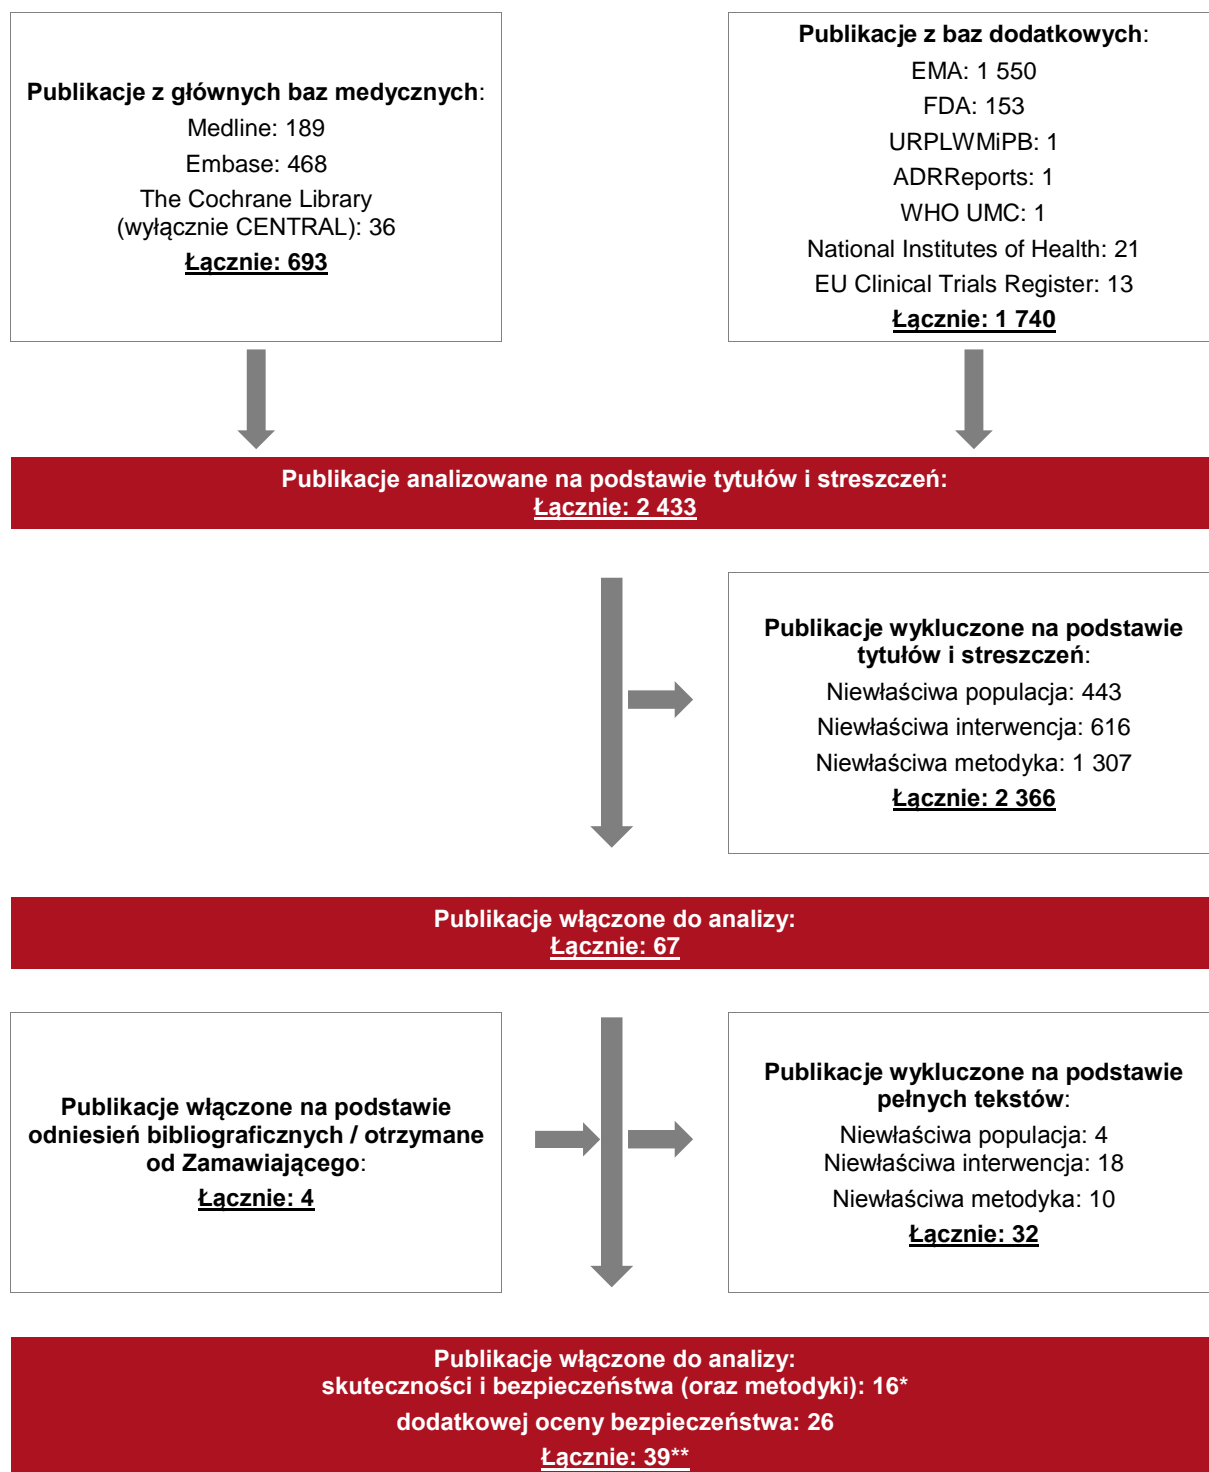 Publikacje z głównych baz medycznych:
Medline: 189
Embase: 468
The Cochrane Library
(wyłącznie CENTRAL): 36
Łącznie: 693
Publikacje z baz dodatkowych:
EMA: 1 550
FDA: 153
URPLWMiPB: 1
ADRReports: 1
WHO UMC: 1
National Institutes of Health: 21
EU Clinical Trials Register: 13
Łącznie: 1 740
Publikacje analizowane na podstawie tytułów i streszczeń:
Łącznie: 2 433
Publikacje wykluczone na podstawie
tytułów i streszczeń:
Niewłaściwa populacja: 443
Niewłaściwa interwencja: 616
Niewłaściwa metodyka: 1 307
Łącznie: 2 366
Publikacje włączone do analizy:
Łącznie: 67
Publikacje włączone na podstawie
odniesień bibliograficznych / otrzymane
od Zamawiającego:
Łącznie: 4
Publikacje wykluczone na podstawie
pełnych tekstów:
Niewłaściwa populacja: 4
Niewłaściwa interwencja: 18
Niewłaściwa metodyka: 10
Łącznie: 32
Publikacje włączone do analizy:
skuteczności i bezpieczeństwa (oraz metodyki): 16*
dodatkowej oceny bezpieczeństwa: 26
Łącznie: 39**